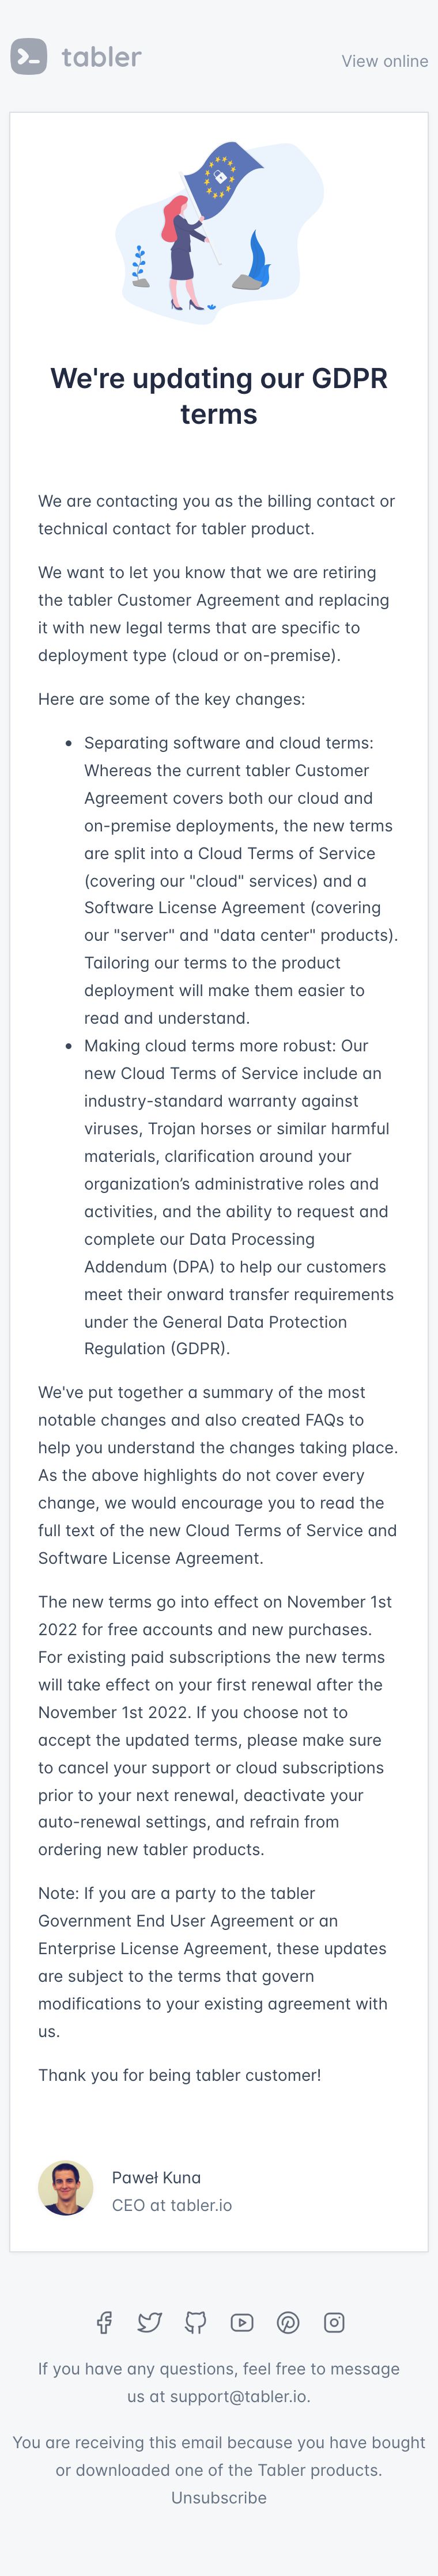 tabler
View online
We're updating our GDPR
terms
We are contacting you as the billing contact or
technical contact for tabler product.
We want to let you know that we are retiring
the tabler Customer Agreement and replacing
it with new legal terms that are specific to
deployment type (cloud or on-premise).
Here are some of the key changes:
• Separating software and cloud terms:
Whereas the current tabler Customer
Agreement covers both our cloud and
on-premise deployments, the new terms
are split into a Cloud Terms of Service
(covering our "cloud" services) and a
Software License Agreement (covering
our "server" and "data center" products).
Tailoring our terms to the product
deployment will make them easier to
read and understand.
• Making cloud terms more robust: Our
new Cloud Terms of Service include an
industry-standard warranty against
viruses, Trojan horses or similar harmful
materials, clarification around your
organization’s administrative roles and
activities, and the ability to request and
complete our Data Processing
Addendum (DPA) to help our customers
meet their onward transfer requirements
under the General Data Protection
Regulation (GDPR).
We've put together a summary of the most
notable changes and also created FAQs to
help you understand the changes taking place.
As the above highlights do not cover every
change, we would encourage you to read the
full text of the new Cloud Terms of Service and
Software License Agreement.
The new terms go into effect on November 1st
2022 for free accounts and new purchases.
For existing paid subscriptions the new terms
will take effect on your first renewal after the
November 1st 2022. If you choose not to
accept the updated terms, please make sure
to cancel your support or cloud subscriptions
prior to your next renewal, deactivate your
auto-renewal settings, and refrain from
ordering new tabler products.
Note: If you are a party to the tabler
Government End User Agreement or an
Enterprise License Agreement, these updates
are subject to the terms that govern
modifications to your existing agreement with
us.
Thank you for being tabler customer!
Paweł Kuna
CEO at tabler.io
If you have any questions, feel free to message
us at support@tabler.io.
You are receiving this email because you have bought
or downloaded one of the Tabler products.
Unsubscribe